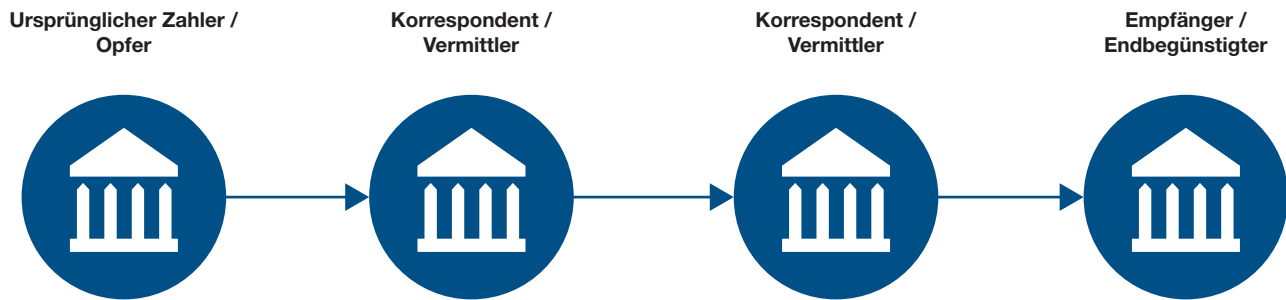 Ursprünglicher Zahler /
Opfer
Korrespondent /
Vermittler
Korrespondent /
Vermittler
Empfänger /
Endbegünstigter